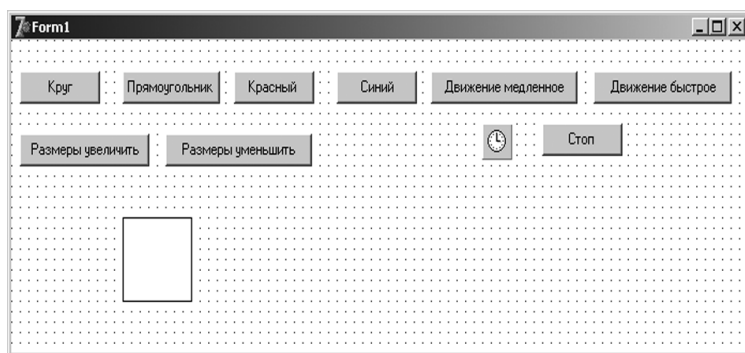 Form1
Круг Прямоугольник Красный Синий Движение медленное Движение быстрое
Размеры увеличить Размеры уменьшить Стоп